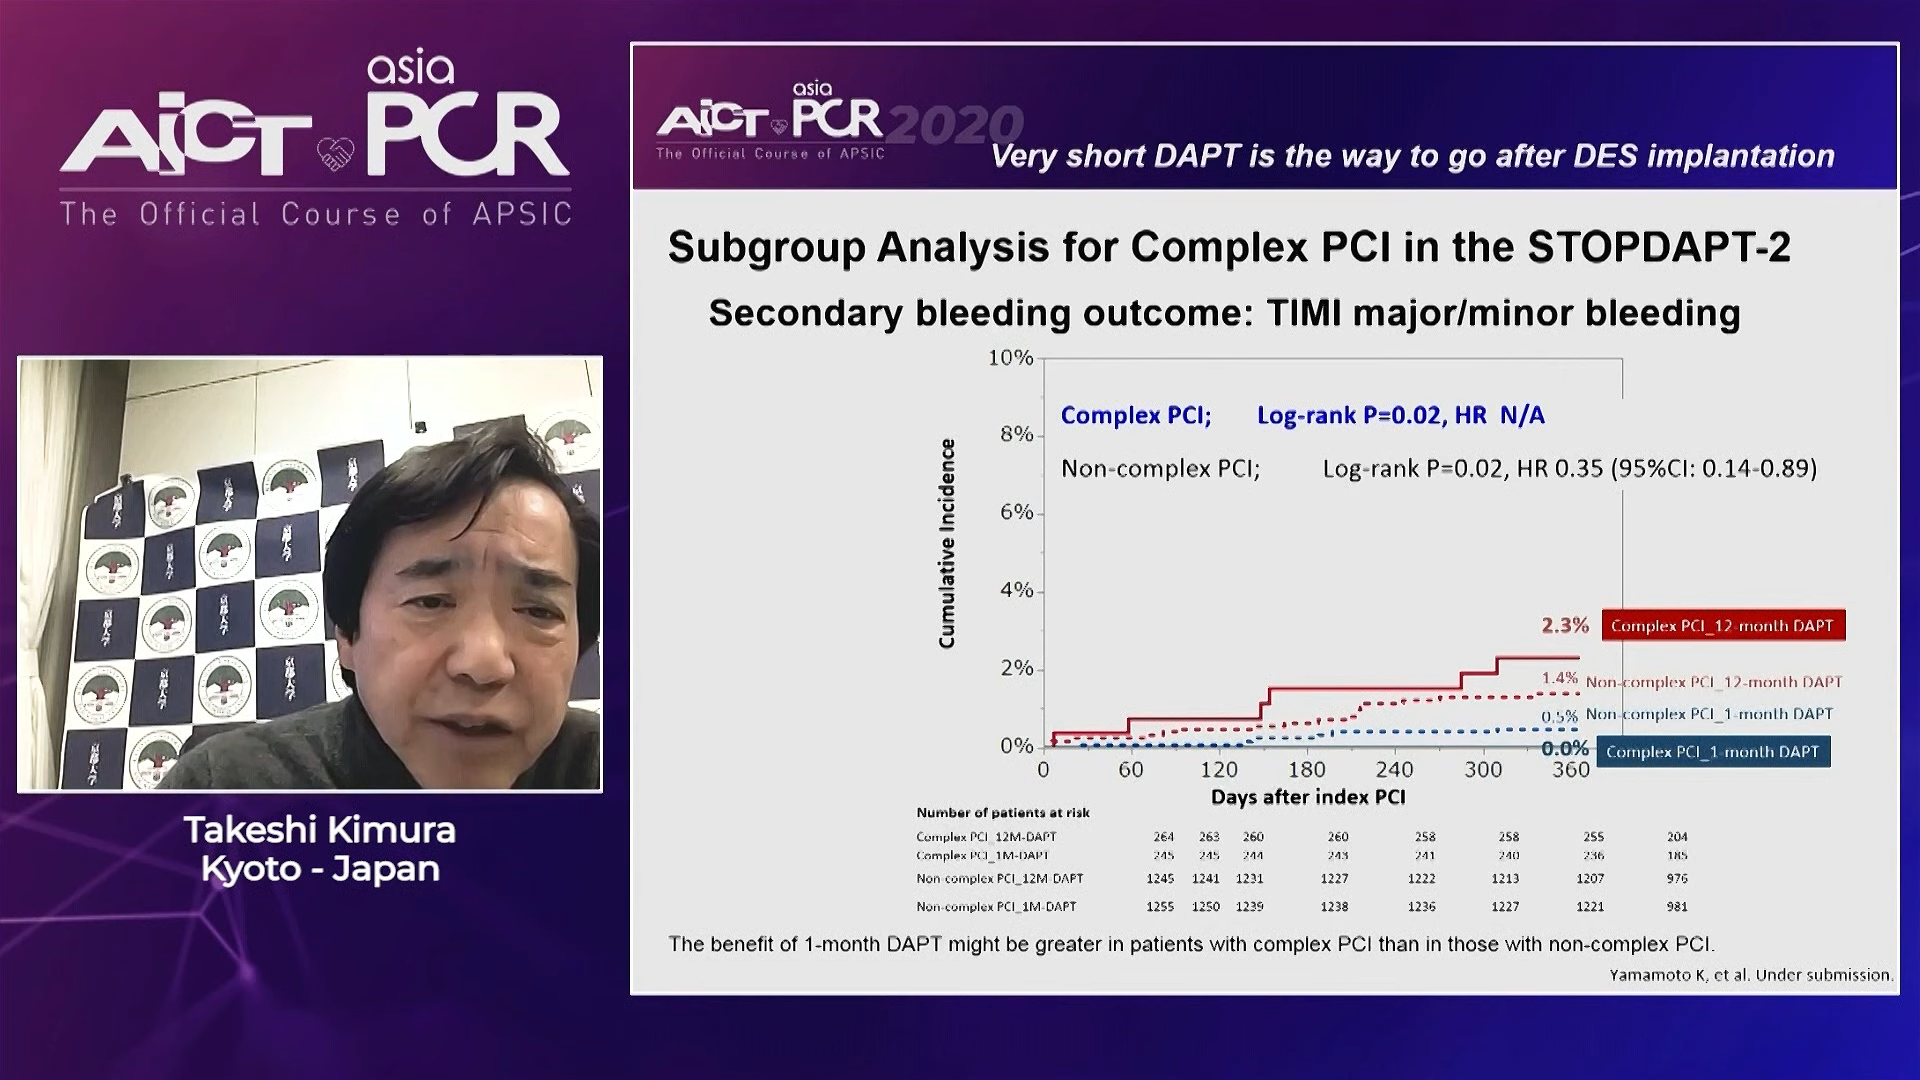 asia
AICT PCR
The Official Course of APSIC
京都大学
Takeshi Kimura
Kyoto - Japan
asia
AICT PCR 2020
The Official Course of APSIC
Very short DAPT is the way to go after DES implantation
Subgroup Analysis for Complex PCI in the STOPDAPT-2
Secondary bleeding outcome: TIMI major/minor bleeding
Cumulative Incidence
10%
8%
6%
4%
2%
0%
Complex PCI; Log-rank P=0.02, HR N/A
Non-complex PCI; Log-rank P=0.02, HR 0.35 (95%CI: 0.14-0.89)
2.3% Complex PCI_12-month DAPT
1.4% Non-complex PCI_12-month DAPT
0.5% Non-complex PCI_1-month DAPT
0.0% Complex PCI_1-month DAPT
0 60 120 180 240 300 360
Days after index PCI
Number of patients at risk
Complex PCI_12M-DAPT 264 263 260 260 258 258 255 204
Complex PCI_1M-DAPT 245 245 244 243 241 240 236 185
Non-complex PCI_12M-DAPT 1245 1241 1231 1227 1222 1213 1207 976
Non-complex PCI_1M-DAPT 1255 1250 1239 1238 1236 1227 1221 981
The benefit of 1-month DAPT might be greater in patients with complex PCI than in those with non-complex PCI.
Yamamoto K, et al. Under submission.